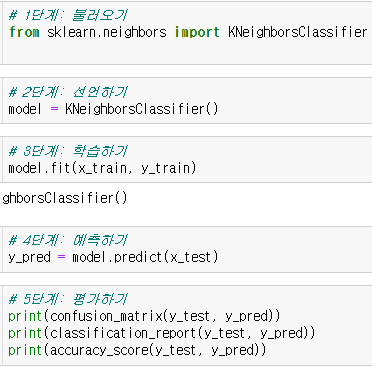 # 1단계: 불러오기
from sklearn.neighbors import KNeighborsClassifier
# 2단계: 선언하기
model = KNeighborsClassifier()
# 3단계: 학습하기
model.fit(x_train, y_train)
ghborsClassifier()
# 4단계: 예측하기
y_pred = model.predict(x_test)
# 5단계: 평가하기
print(confusion_matrix(y_test, y_pred))
print(classification_report(y_test, y_pred))
print(accuracy_score(y_test, y_pred))